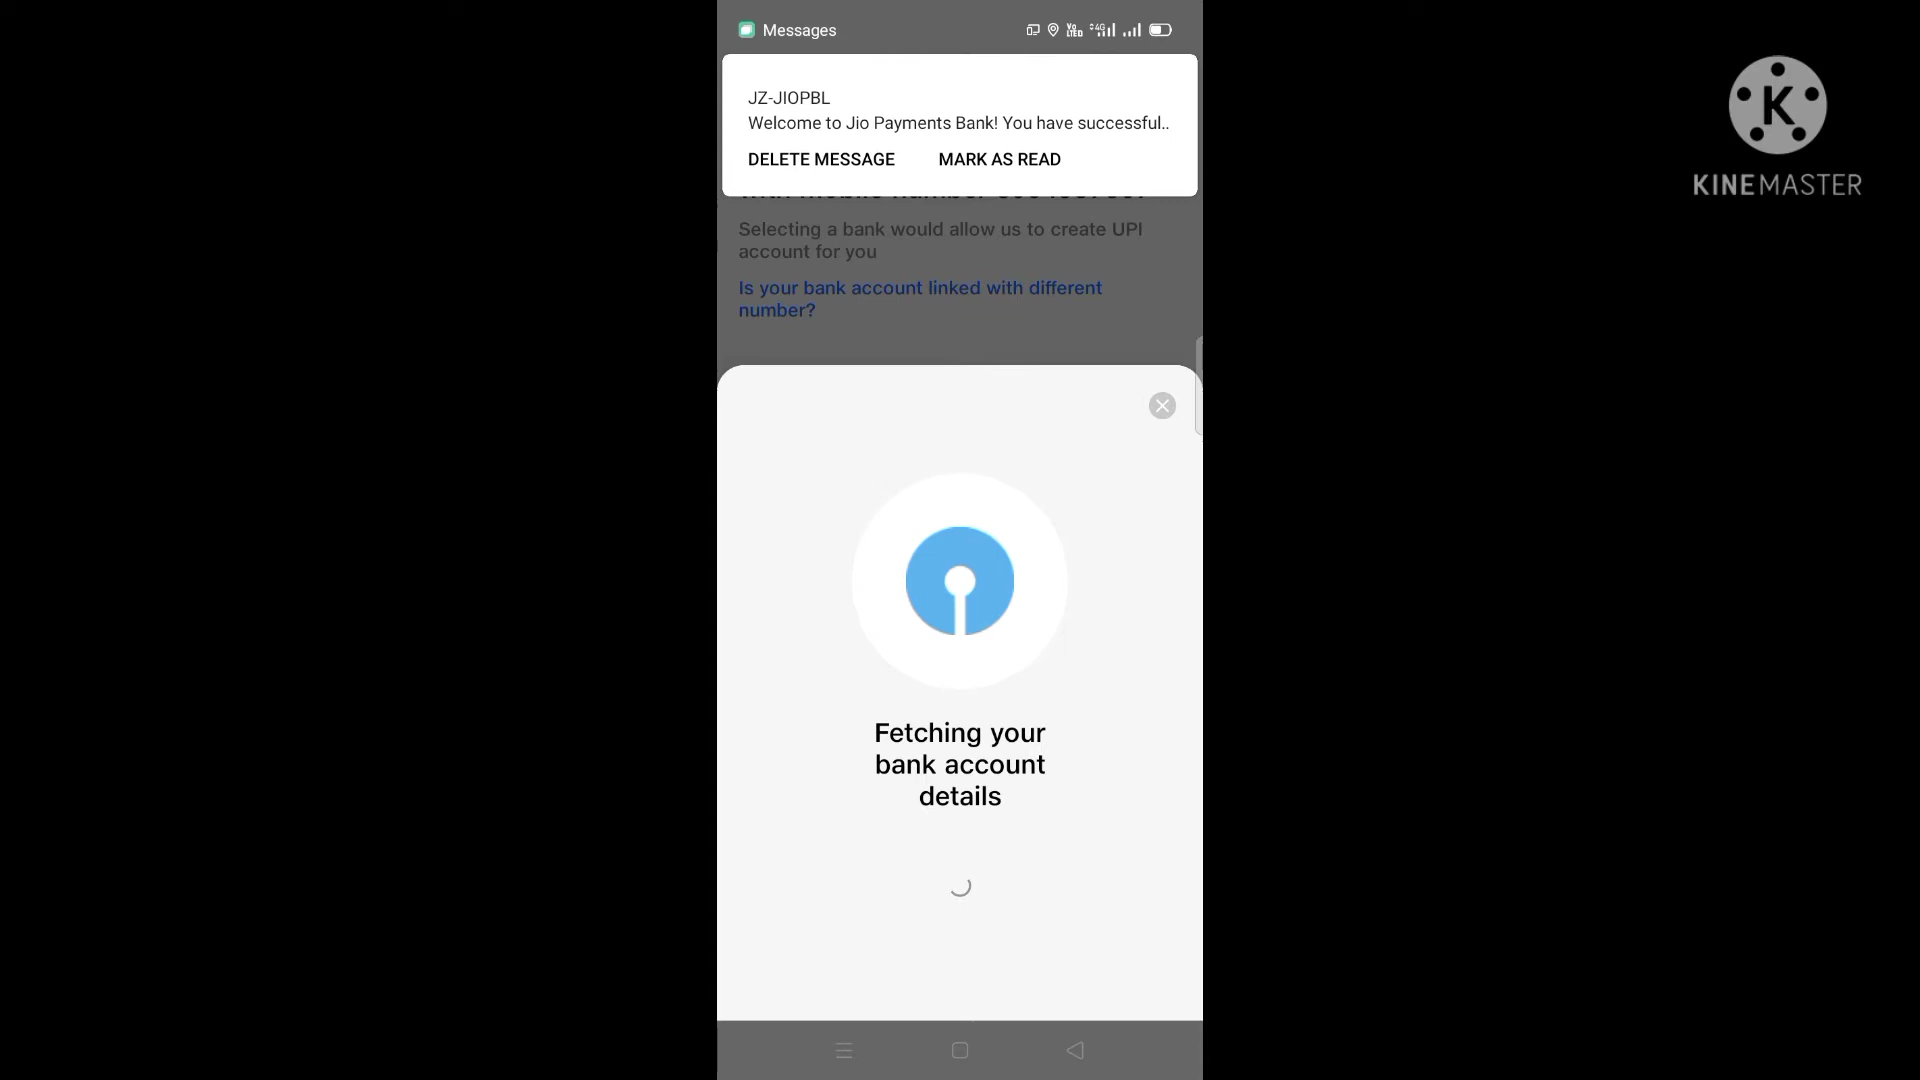 Messages
JZ-JIOPBL
Welcome to Jio Payments Bank! You have successful..
DELETE MESSAGE MARK AS READ
Selecting a bank would allow us to create UPI
account for you
Is your bank account linked with different
number?
Fetching your
bank account
details
KINEMASTER